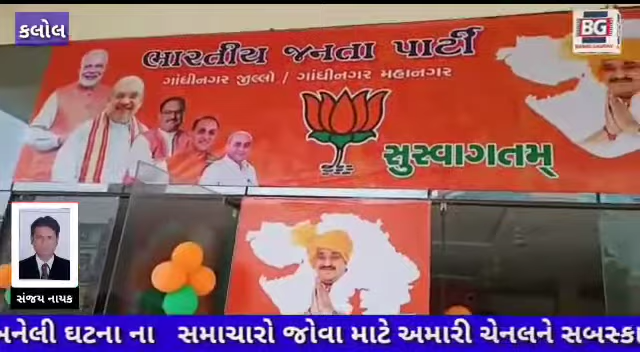 કલોલ
BG
ભારતીય જનતા પાર્ટી
ગાંધીનગર જીલ્લો / ગાંધીનગર મહાનગર
સુસ્વાગતમ્
સંજય નાયક
બનેલી ઘટના ના સમાચારો જોવા માટે અમારી ચેનલને સબસ્કા